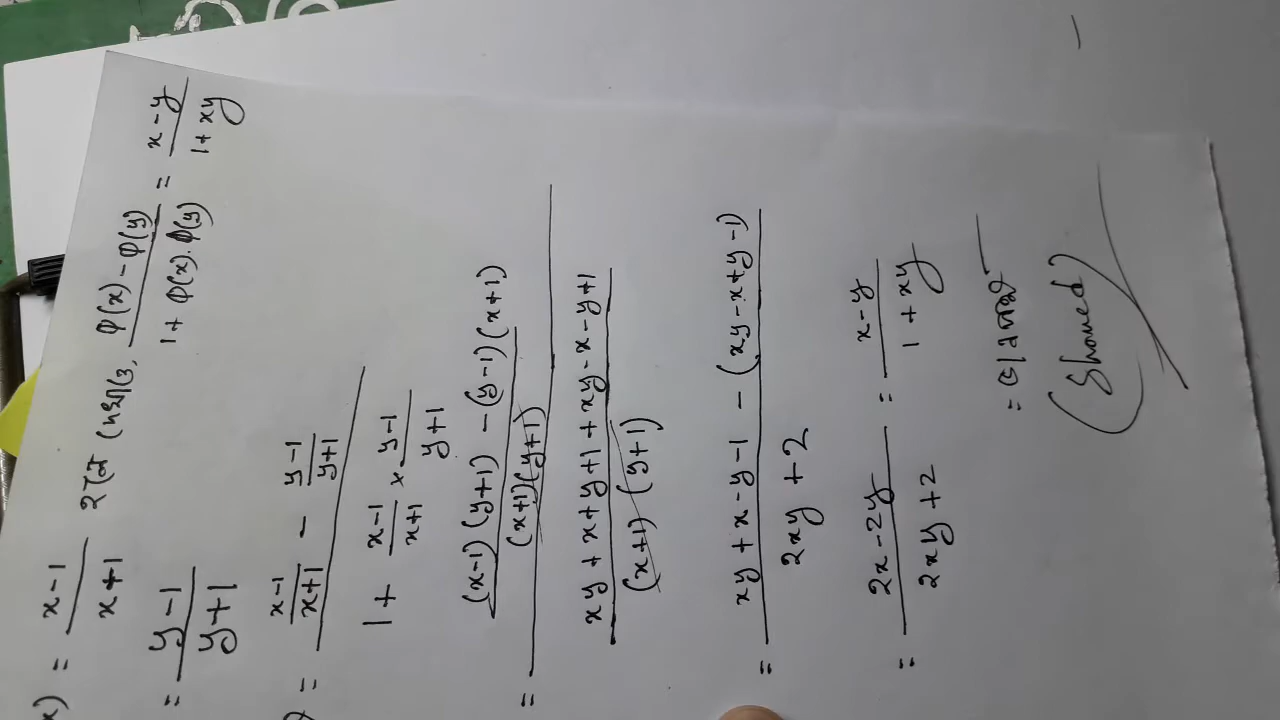 x) = x-1/x+1 হলে দেখাও, φ(x)-φ(y)/1+φ(x).φ(y) = x-y/1+xy
= y-1/y+1
) = x-1/x+1 - y-1/y+1
1+ x-1/x+1 × y-1/y+1
= (x-1)(y+1)-(y-1)(x+1)
(x+1)(y+1)
xy+x+y+1+xy-x-y+1
(x+1)(y+1)
= xy+x-y-1-(xy-x+y-1)
2xy+2
= 2x-2y/2xy+2 = x-y/1+xy
=
(Showed)